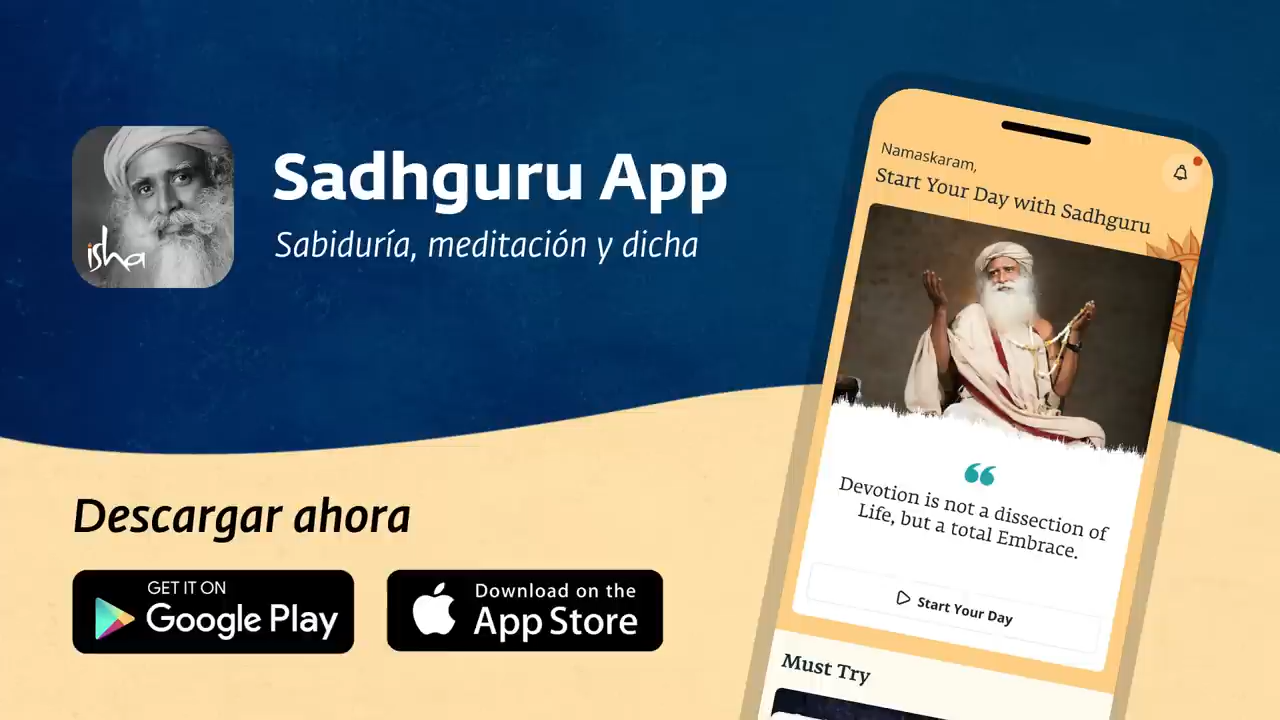 isha
Sadhguru App
Sabiduría, meditación y dicha
Descargar ahora
GET IT ON
Google Play
Download on the
App Store
Namaskaram,
Start Your Day with Sadhguru
“
Devotion is not a dissection of
Life, but a total Embrace.
Start Your Day
Must Try